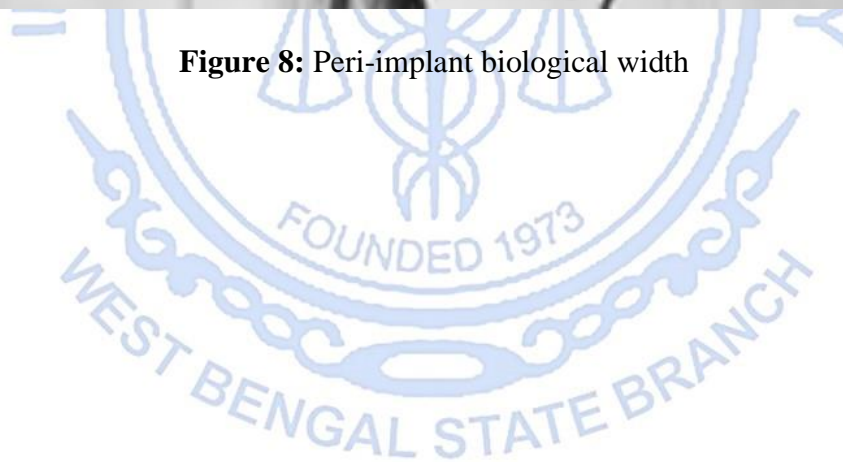 Figure 8: Peri-implant biological width
FOUNDED 1973
WEST BENGAL STATE BRANCH